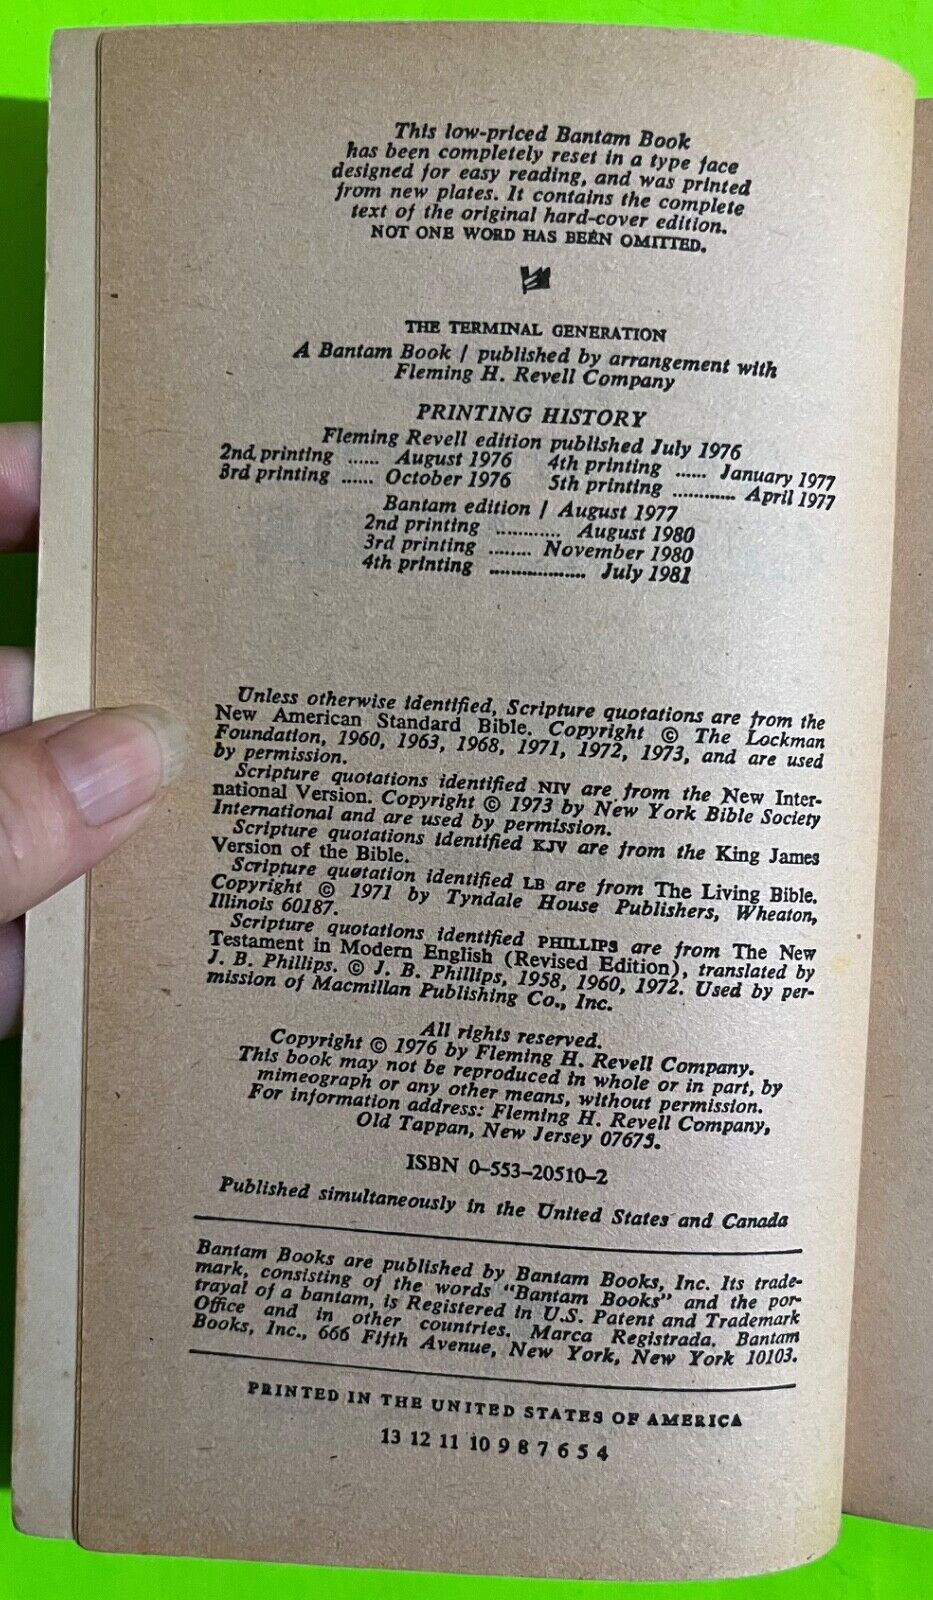 This low-priced Bantam Book
has been completely reset in a type face
designed for easy reading, and was printed
from new plates. It contains the complete
text of the original hard-cover edition.
NOT ONE WORD HAS BEEN OMITTED.
THE TERMINAL GENERATION
A Bantam Book / published by arrangement with
Fleming H. Revell Company
PRINTING HISTORY
Fleming Revell edition published July 1976
2nd printing ...... August 1976 4th printing ...... January 1977
3rd printing ...... October 1976 5th printing ............ April 1977
Bantam edition / August 1977
2nd printing ............ August 1980
3rd printing ........ November 1980
4th printing .................. July 1981
Unless otherwise identified, Scripture quotations are from the
New American Standard Bible. Copyright © The Lockman
Foundation, 1960, 1963, 1968, 1971, 1972, 1973, and are used
by permission.
Scripture quotations identified NIV are from the New Inter-
national Version. Copyright © 1973 by New York Bible Society
International and are used by permission.
Scripture quotations identified KJV are from the King James
Version of the Bible.
Scripture quotation identified LB are from The Living Bible.
Copyright © 1971 by Tyndale House Publishers, Wheaton,
Illinois 60187.
Scripture quotations identified PHILLIPS are from The New
Testament in Modern English (Revised Edition), translated by
J. B. Phillips. © J. B. Phillips, 1958, 1960, 1972. Used by per-
mission of Macmillan Publishing Co., Inc.
All rights reserved.
Copyright © 1976 by Fleming H. Revell Company.
This book may not be reproduced in whole or in part, by
mimeograph or any other means, without permission.
For information address: Fleming H. Revell Company,
Old Tappan, New Jersey 07675.
ISBN 0-553-20510-2
Published simultaneously in the United States and Canada
Bantam Books are published by Bantam Books, Inc. Its trade-
mark, consisting of the words "Bantam Books" and the por-
trayal of a bantam, is Registered in U.S. Patent and Trademark
Office and in other countries. Marca Registrada. Bantam
Books, Inc., 666 Fifth Avenue, New York, New York 10103.
PRINTED IN THE UNITED STATES OF AMERICA
13 12 11 10 9 8 7 6 5 4